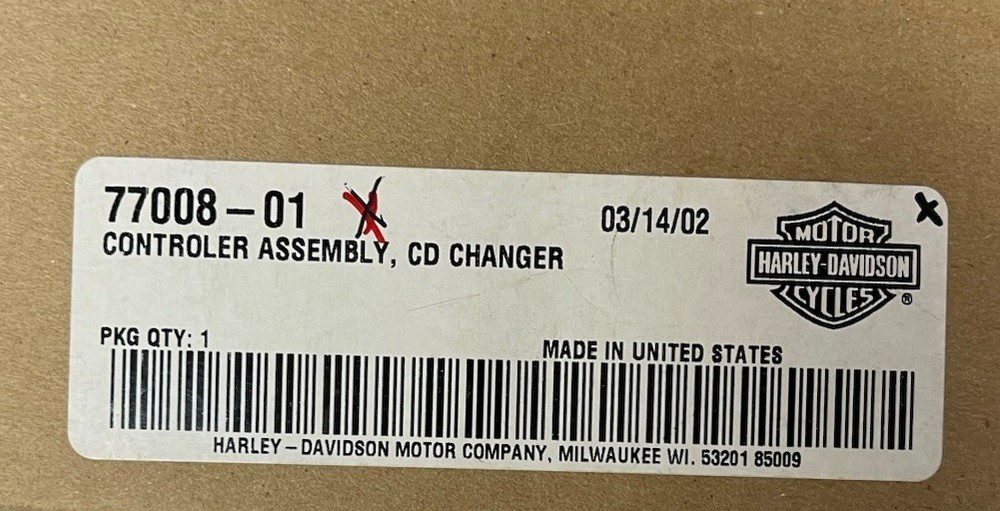 77008-01 X 03/14/02 X
CONTROLER ASSEMBLY, CD CHANGER
MOTOR
HARLEY-DAVIDSON
CYCLES ®
PKG QTY: 1
MADE IN UNITED STATES
HARLEY-DAVIDSON MOTOR COMPANY, MILWAUKEE WI. 53201 85009